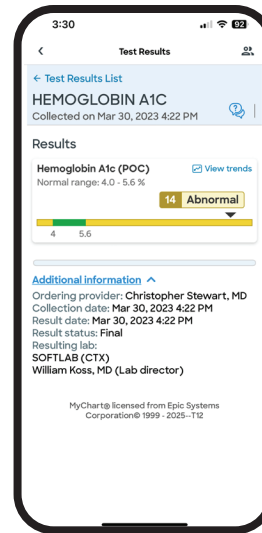 3:30
92
Test Results
← Test Results List
HEMOGLOBIN A1C
Collected on Mar 30, 2023 4:22 PM
Results
Hemoglobin A1c (POC)
View trends
Normal range: 4.0 - 5.6 %
14 Abnormal
4 5.6
Additional information
Ordering provider: Christopher Stewart, MD
Collection date: Mar 30, 2023 4:22 PM
Result date: Mar 30, 2023 4:22 PM
Result status: Final
Resulting lab:
SOFTLAB (CTX)
William Koss, MD (Lab director)
MyChart® licensed from Epic Systems
Corporation© 1999 - 2025--T12